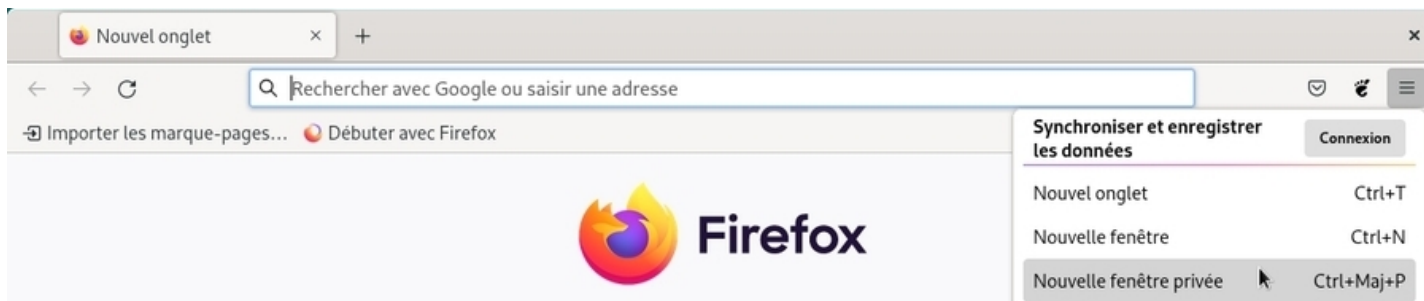 Nouvel onglet
Rechercher avec Google ou saisir une adresse
Importer les marque-pages... Débuter avec Firefox
Synchroniser et enregistrer
les données
Connexion
Nouvel onglet Ctrl+T
Nouvelle fenêtre Ctrl+N
Nouvelle fenêtre privée Ctrl+Maj+P
Firefox